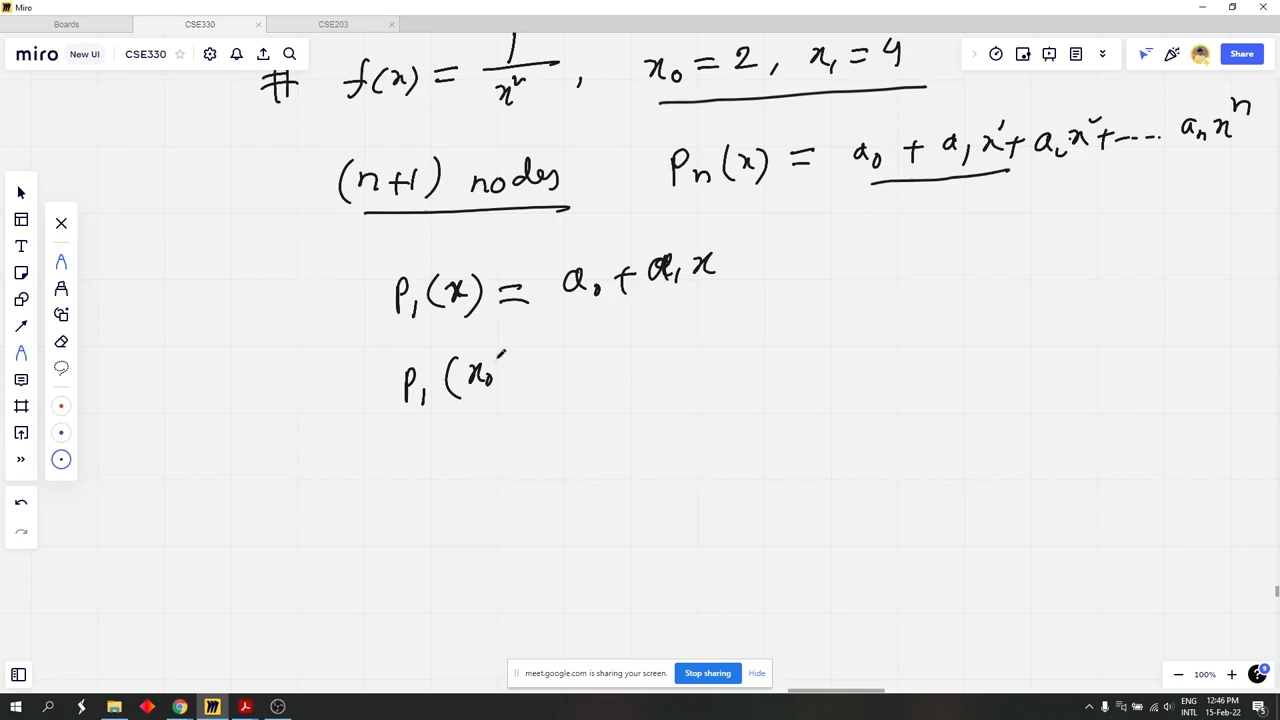 Miro
Boards CSE330 CSE203
miro New UI CSE330
Share
# f(x) = 1/x², x₀ = 2, x₁ = 4
(n+1) nodes Pₙ(x) = a₀ + a₁x¹ + a₂x² + ---- aₙxⁿ
P₁(x) = a₀ + a₁x
P₁(x₀
meet.google.com is sharing your screen. Stop sharing Hide
100% 9
12:46 PM
INTL 15-Feb-22 5